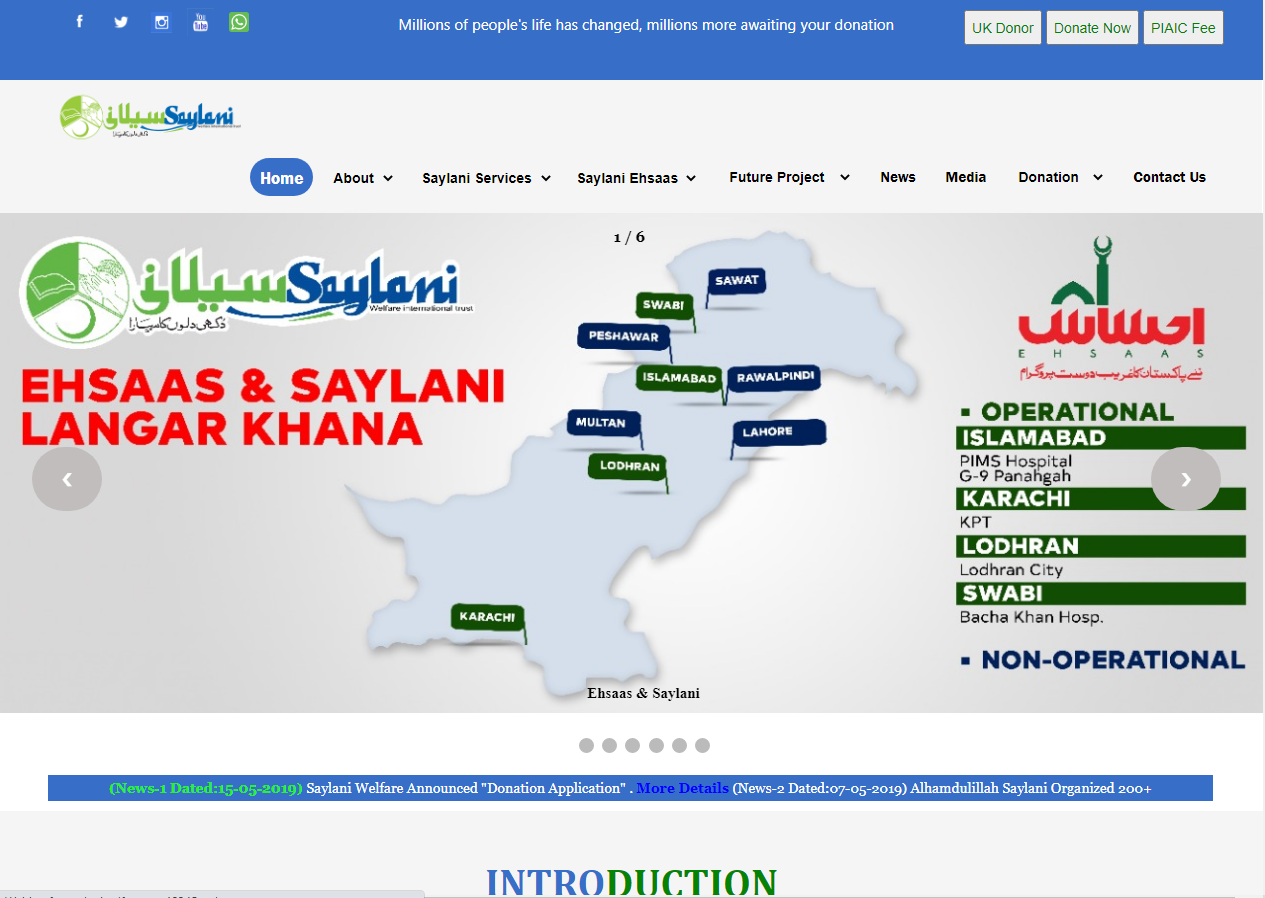 Millions of people's life has changed, millions more awaiting your donation
UK Donor
Donate Now
PIAIC Fee
سیلانی Saylani
Home
About
Saylani Services
Saylani Ehsaas
Future Project
News
Media
Donation
Contact Us
1 / 6
سیلانی Saylani
Welfare international trust
دکھی دلوں کا سہارا
EHSAAS & SAYLANI
LANGAR KHANA
SAWAT
SWABI
PESHAWAR
ISLAMABAD
RAWALPINDI
MULTAN
LAHORE
LODHRAN
KARACHI
احساس
EHSAAS
نئے پاکستان کا غریب دوست پروگرام
▪ OPERATIONAL
ISLAMABAD
PIMS Hospital
G-9 Panahgah
KARACHI
KPT
LODHRAN
Lodhran City
SWABI
Bacha Khan Hosp.
▪ NON-OPERATIONAL
‹
›
Ehsaas & Saylani
(News-1 Dated:15-05-2019) Saylani Welfare Announced "Donation Application" . More Details (News-2 Dated:07-05-2019) Alhamdulillah Saylani Organized 200+
INTRODUCTION